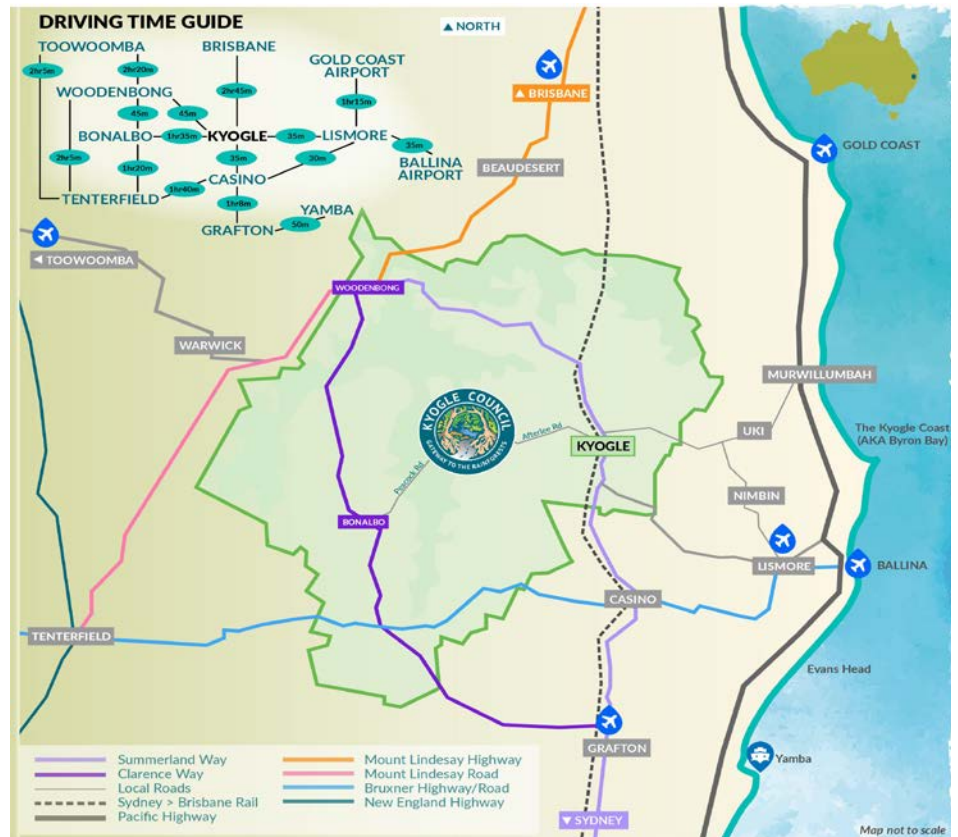 DRIVING TIME GUIDE
TOOWOOMBA
BRISBANE
2hr5m
2hr20m
GOLD COAST
AIRPORT
WOODENBONG
2hr45m
1hr15m
45m
45m
BONALBO
1hr35m
KYOGLE
35m
LISMORE
35m
2hr5m
1hr20m
35m
30m
BALLINA
AIRPORT
CASINO
TENTERFIELD
1hr40m
1hr8m
YAMBA
GRAFTON
50m
▲ NORTH
▲ BRISBANE
BEAUDESERT
GOLD COAST
◀ TOOWOOMBA
WOODENBONG
WARWICK
MURWILLUMBAH
KYOGLE COUNCIL
GATEWAY TO THE RAINFORESTS
Afterlee Rd
UKI
The Kyogle Coast
(AKA Byron Bay)
KYOGLE
Peacock Rd
NIMBIN
BONALBO
LISMORE
BALLINA
CASINO
TENTERFIELD
Evans Head
GRAFTON
Yamba
Summerland Way
Clarence Way
Local Roads
Sydney > Brisbane Rail
Pacific Highway
Mount Lindesay Highway
Mount Lindesay Road
Bruxner Highway/Road
New England Highway
▼ SYDNEY
Map not to scale